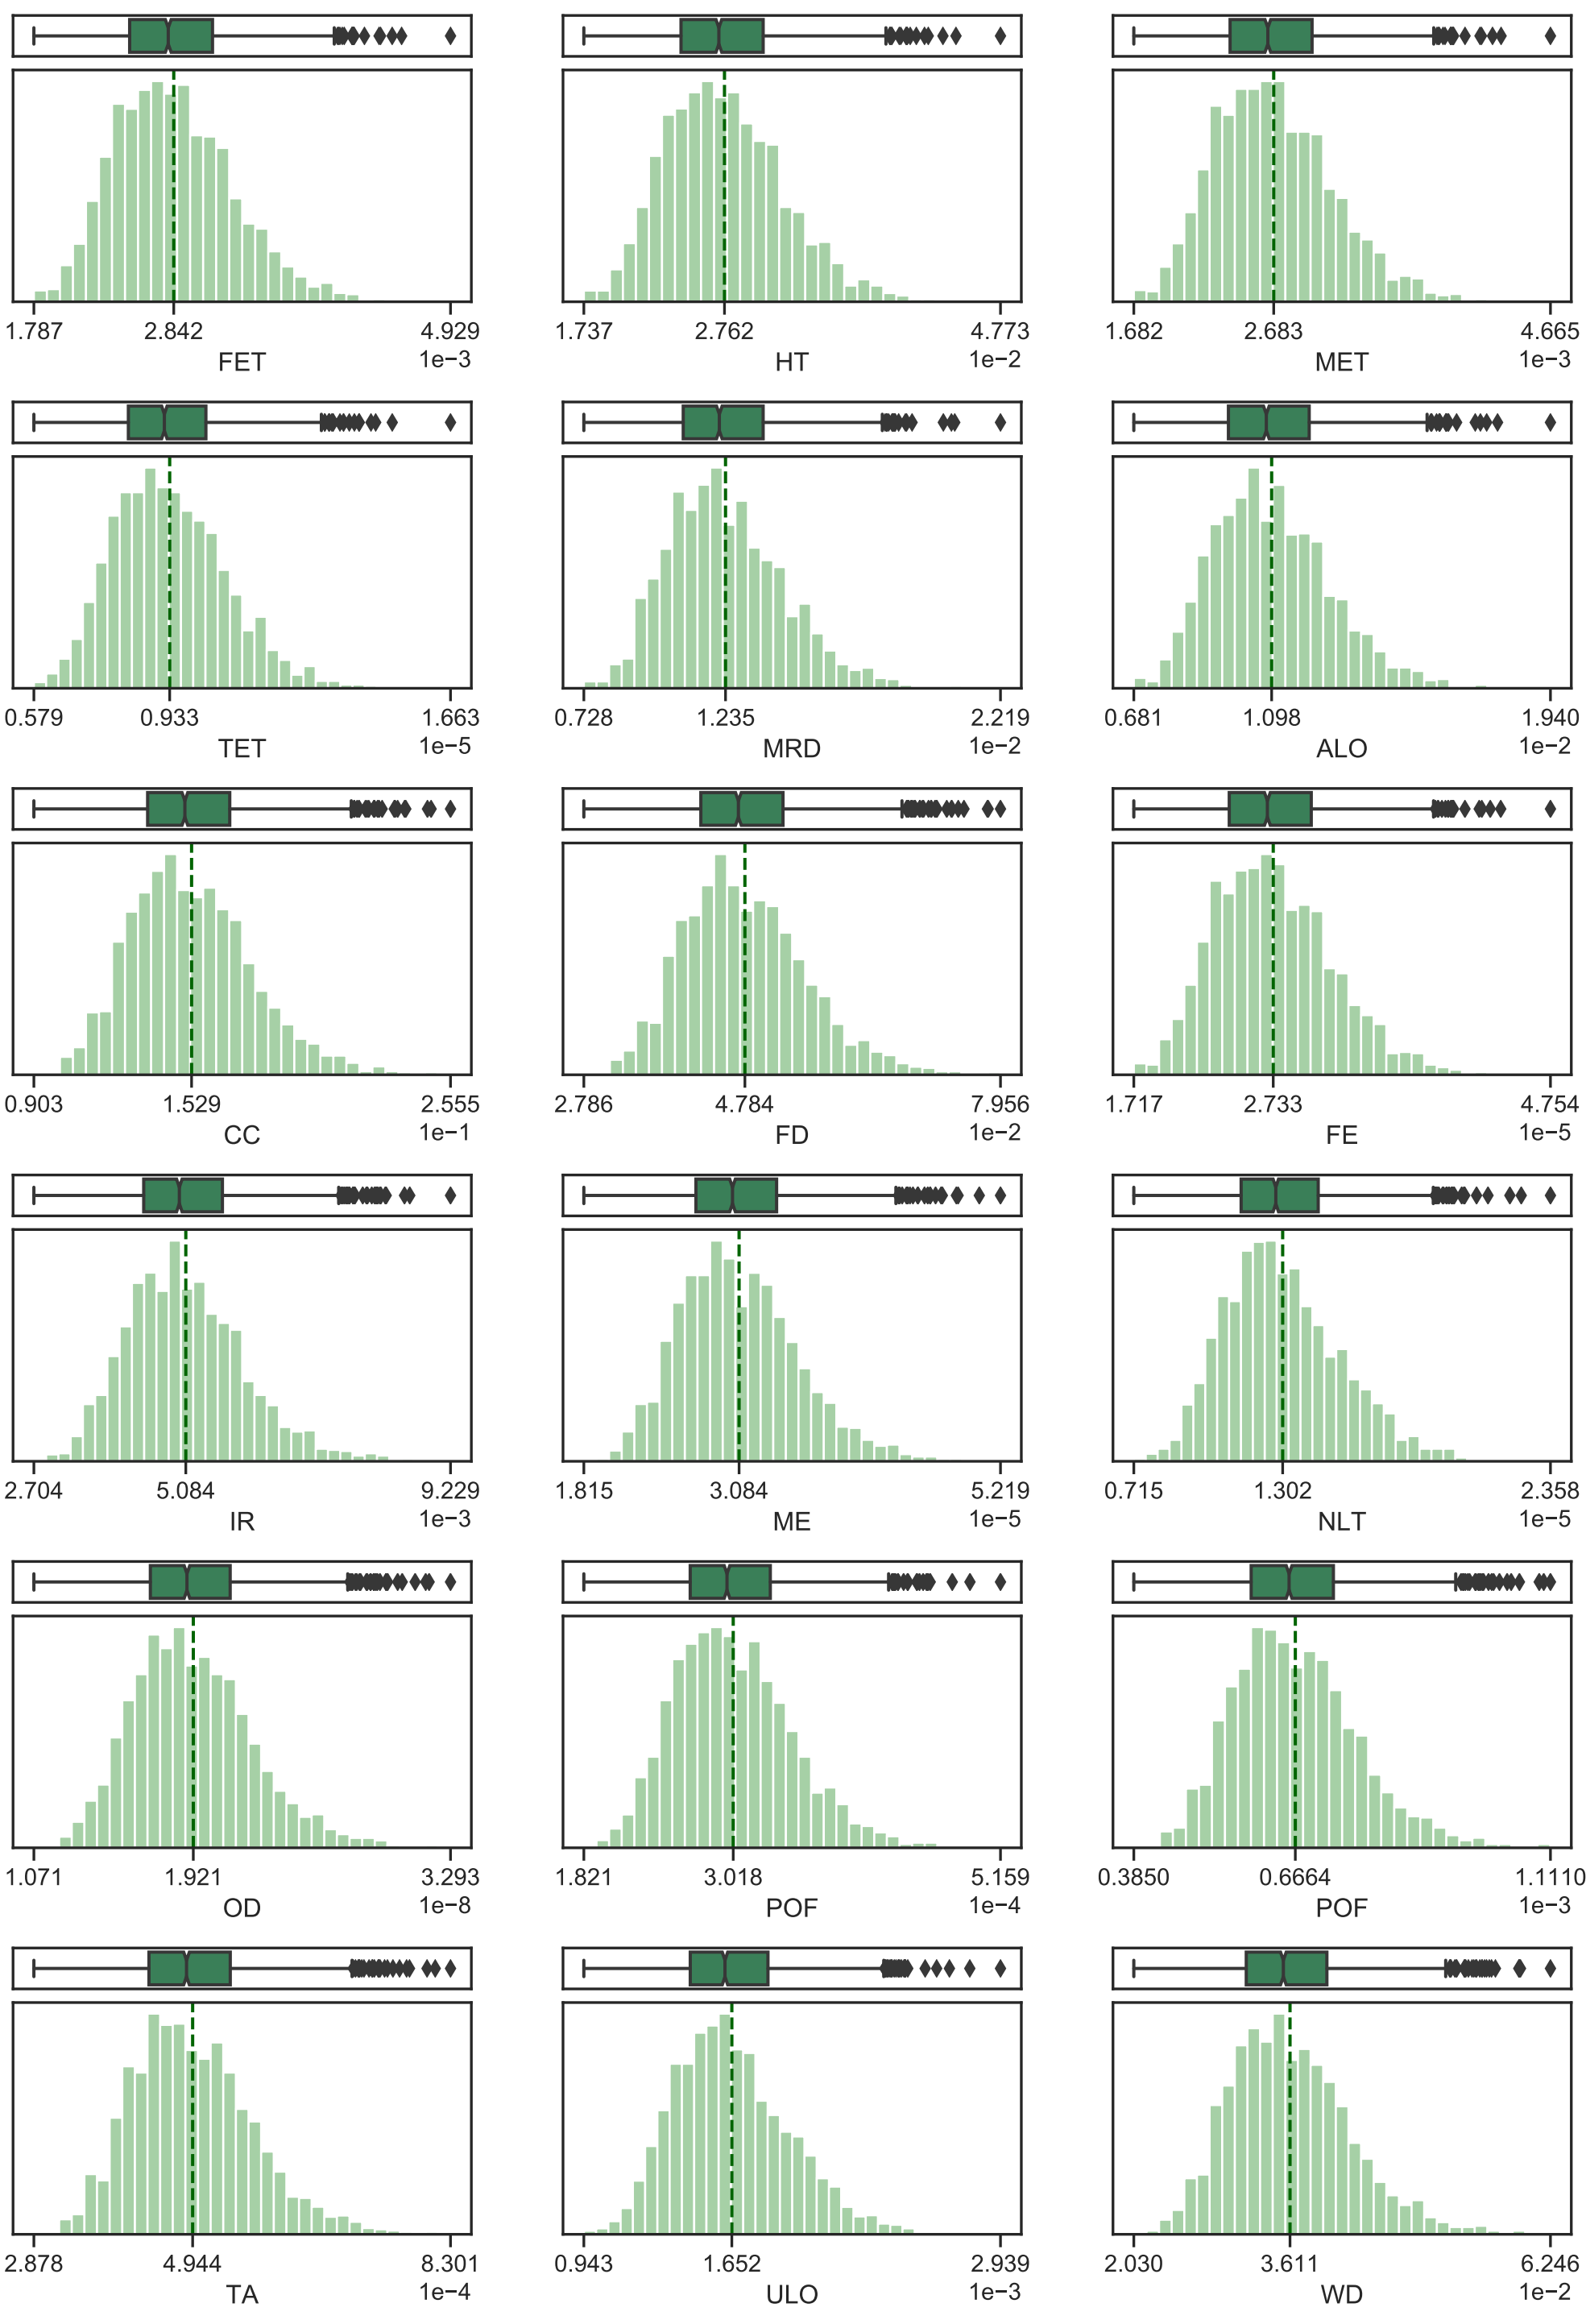 1.787 2.842 4.929
FET 1e−3
1.737 2.762 4.773
HT 1e−2
1.682 2.683 4.665
MET 1e−3
0.579 0.933 1.663
TET 1e−5
0.728 1.235 2.219
MRD 1e−2
0.681 1.098 1.940
ALO 1e−2
0.903 1.529 2.555
CC 1e−1
2.786 4.784 7.956
FD 1e−2
1.717 2.733 4.754
FE 1e−5
2.704 5.084 9.229
IR 1e−3
1.815 3.084 5.219
ME 1e−5
0.715 1.302 2.358
NLT 1e−5
1.071 1.921 3.293
OD 1e−8
1.821 3.018 5.159
POF 1e−4
0.3850 0.6664 1.1110
POF 1e−3
2.878 4.944 8.301
TA 1e−4
0.943 1.652 2.939
ULO 1e−3
2.030 3.611 6.246
WD 1e−2